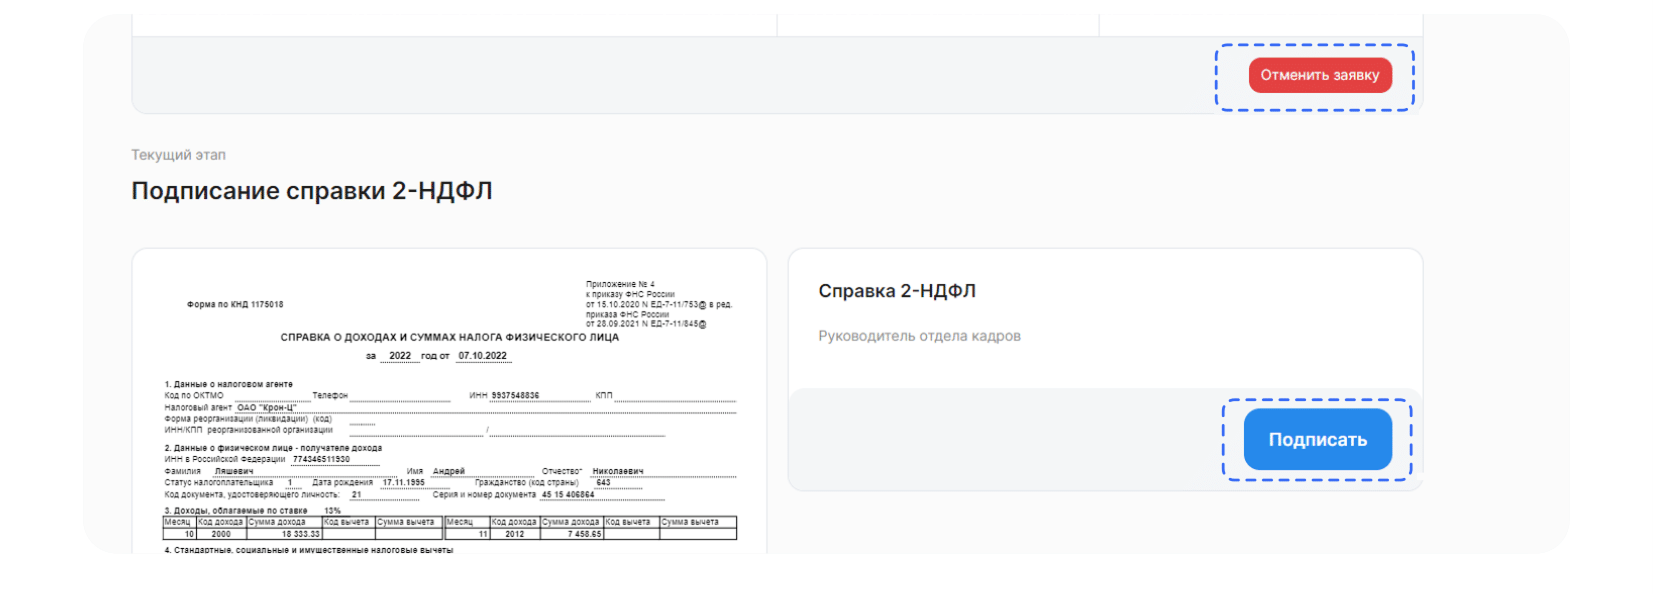 Отменить заявку
Текущий этап
Подписание справки 2-НДФЛ
Форма по КНД 1175018
Приложение № 4
к приказу ФНС России
от 15.10.2020 N ЕД-7-11/753@ в ред.
приказа ФНС России
от 28.09.2021 N ЕД-7-11/845@
СПРАВКА О ДОХОДАХ И СУММАХ НАЛОГА ФИЗИЧЕСКОГО ЛИЦА
за 2022 год от 07.10.2022
1. Данные о налоговом агенте
Код по ОКТМО Телефон ИНН 9937548836 КПП
Налоговый агент ОАО "Крон-Ц"
Форма реорганизации (ликвидации) (код)
ИНН/КПП реорганизованной организации /
2. Данные о физическом лице - получателе дохода
ИНН в Российской Федерации 774346511930
Фамилия Ляшевич Имя Андрей Отчество* Николаевич
Статус налогоплательщика 1 Дата рождения 17.11.1995 Гражданство (код страны) 643
Код документа, удостоверяющего личность: 21 Серия и номер документа 45 15 406864
3. Доходы, облагаемые по ставке 13%
Месяц Код дохода Сумма дохода Код вычета Сумма вычета Месяц Код дохода Сумма дохода Код вычета Сумма вычета
10 2000 18 333.33 11 2012 7 458.65
4. Стандартные, социальные и имущественные налоговые вычеты
Справка 2-НДФЛ
Руководитель отдела кадров
Подписать